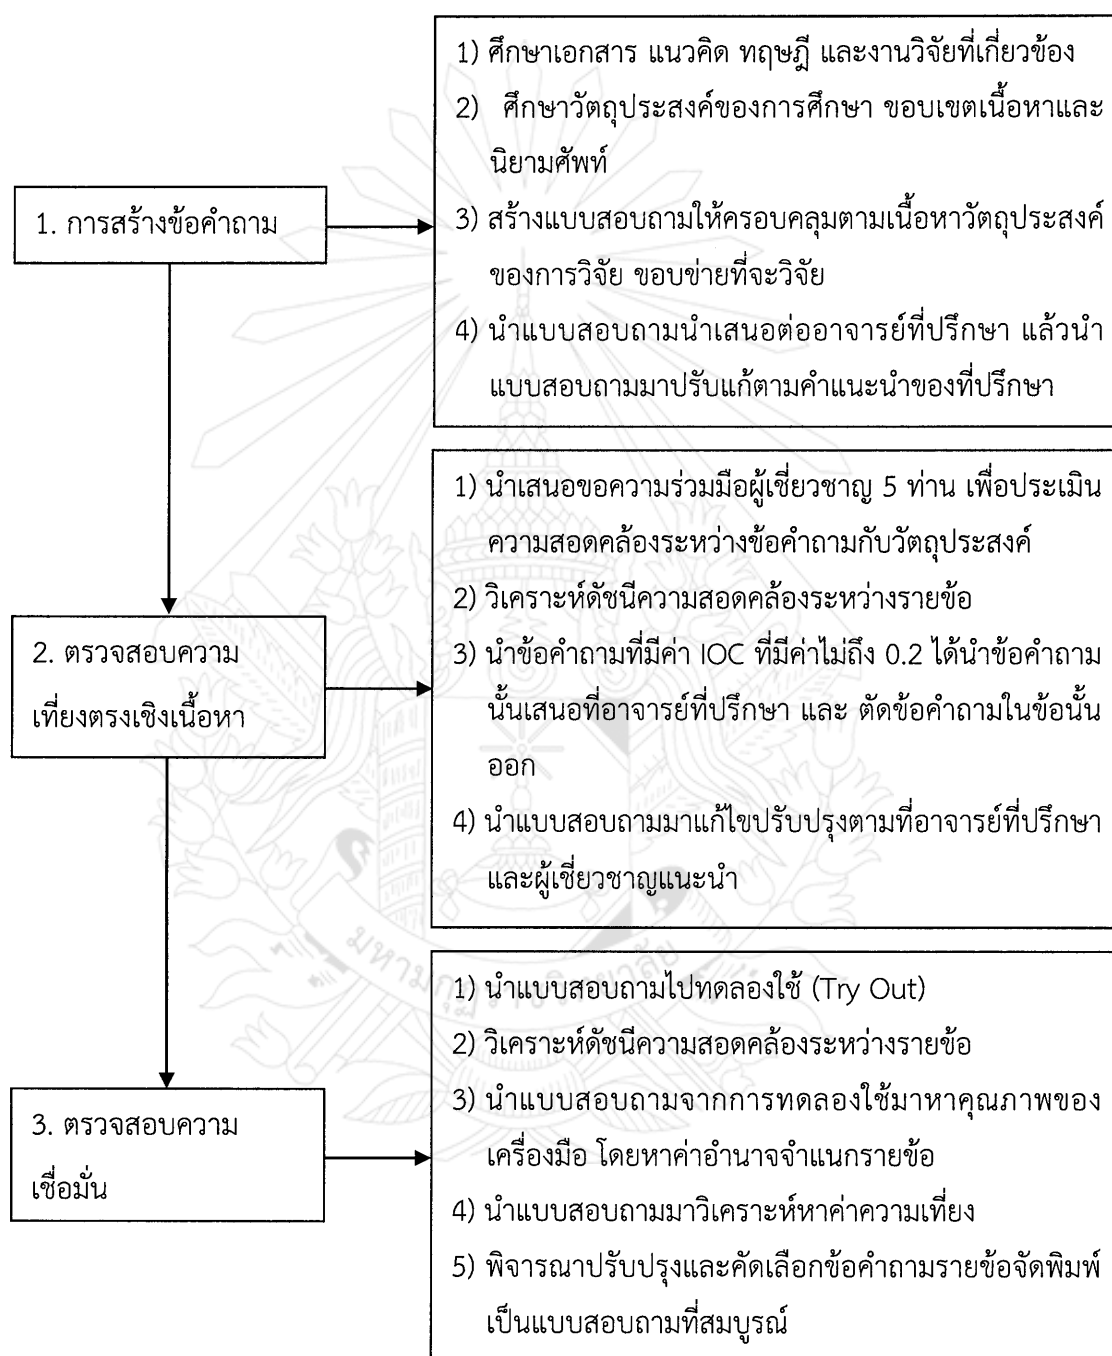 1. การสร้างข้อคำถาม
1) ศึกษาเอกสาร แนวคิด ทฤษฎี และงานวิจัยที่เกี่ยวข้อง
2) ศึกษาวัตถุประสงค์ของการศึกษา ขอบเขตเนื้อหาและ
นิยามศัพท์
3) สร้างแบบสอบถามให้ครอบคลุมตามเนื้อหาวัตถุประสงค์
ของการวิจัย ขอบข่ายที่จะวิจัย
4) นำแบบสอบถามนำเสนอต่ออาจารย์ที่ปรึกษา แล้วนำ
แบบสอบถามมาปรับแก้ตามคำแนะนำของที่ปรึกษา
2. ตรวจสอบความ
เที่ยงตรงเชิงเนื้อหา
1) นำเสนอขอความร่วมมือผู้เชี่ยวชาญ 5 ท่าน เพื่อประเมิน
ความสอดคล้องระหว่างข้อคำถามกับวัตถุประสงค์
2) วิเคราะห์ดัชนีความสอดคล้องระหว่างรายข้อ
3) นำข้อคำถามที่มีค่า IOC ที่มีค่าไม่ถึง 0.2 ได้นำข้อคำถาม
นั้นเสนอที่อาจารย์ที่ปรึกษา และ ตัดข้อคำถามในข้อนั้น
ออก
4) นำแบบสอบถามมาแก้ไขปรับปรุงตามที่อาจารย์ที่ปรึกษา
และผู้เชี่ยวชาญแนะนำ
3. ตรวจสอบความ
เชื่อมั่น
1) นำแบบสอบถามไปทดลองใช้ (Try Out)
2) วิเคราะห์ดัชนีความสอดคล้องระหว่างรายข้อ
3) นำแบบสอบถามจากการทดลองใช้มาหาคุณภาพของ
เครื่องมือ โดยหาค่าอำนาจจำแนกรายข้อ
4) นำแบบสอบถามมาวิเคราะห์หาค่าความเที่ยง
5) พิจารณาปรับปรุงและคัดเลือกข้อคำถามรายข้อจัดพิมพ์
เป็นแบบสอบถามที่สมบูรณ์
มหามกุฏราชวิทยาลัย